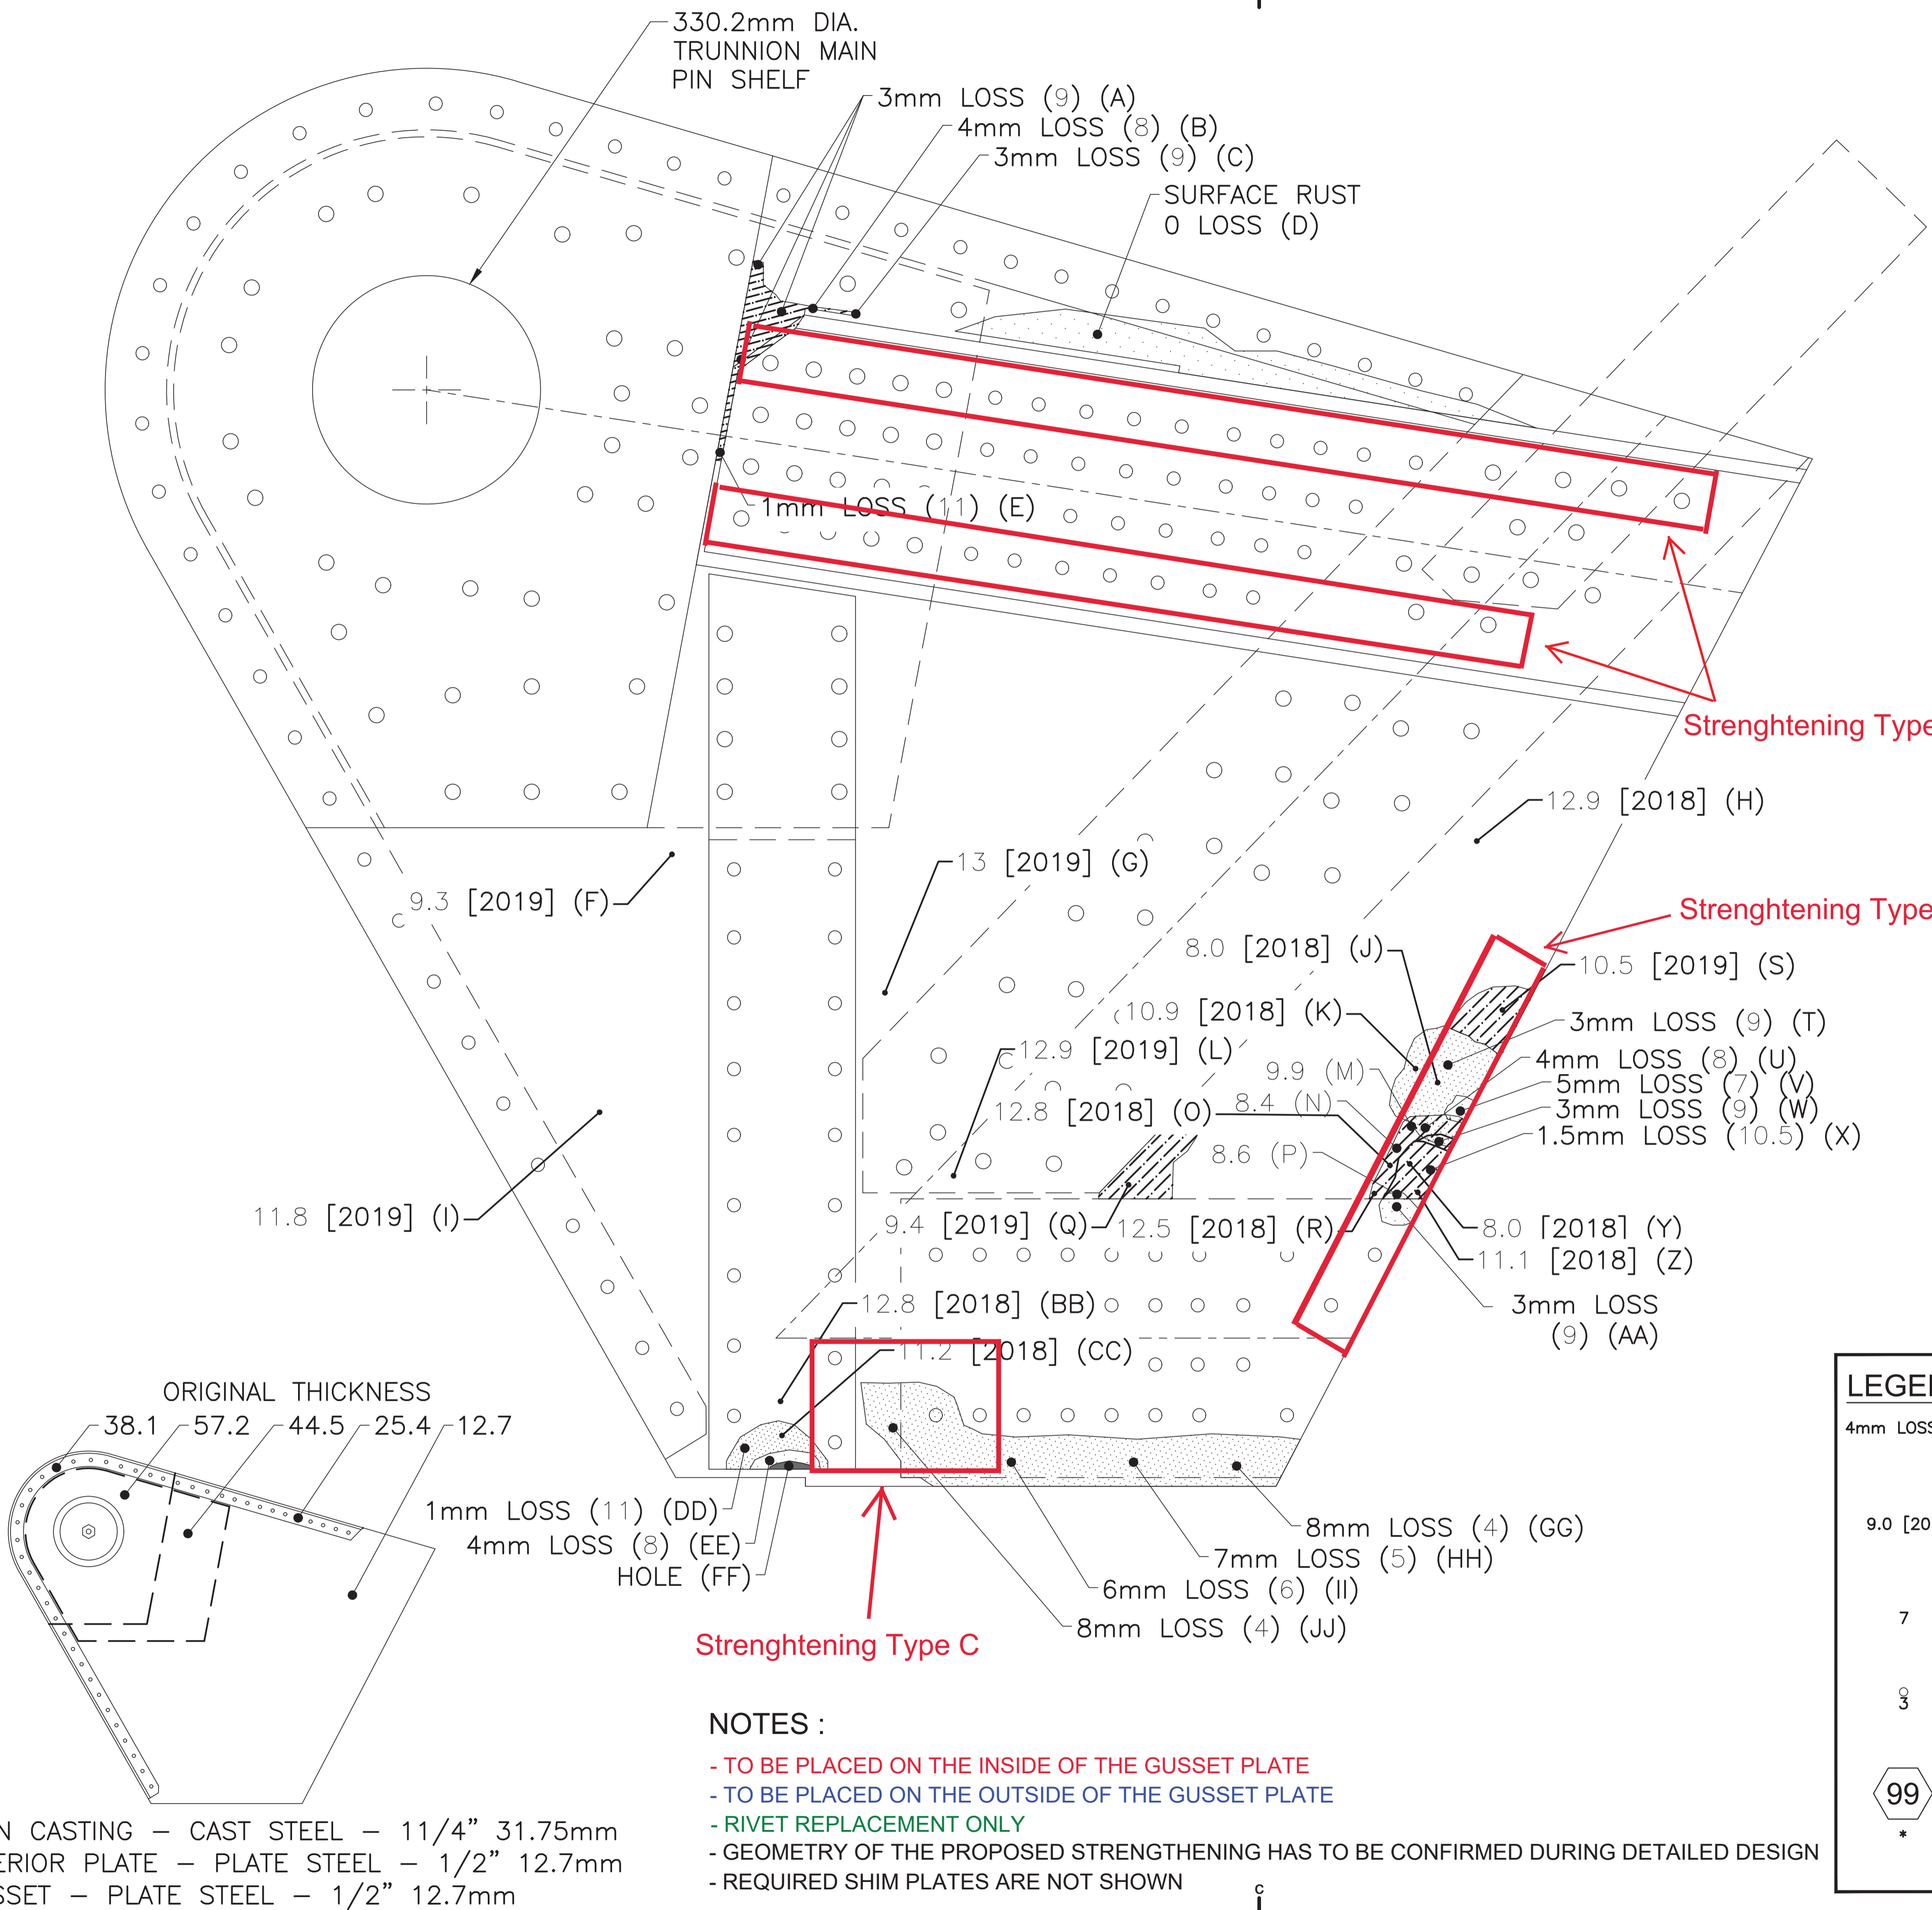 330.2mm DIA.
TRUNNION MAIN
PIN SHELF
3mm LOSS (9) (A)
4mm LOSS (8) (B)
3mm LOSS (9) (C)
SURFACE RUST
0 LOSS (D)
1mm LOSS (11) (E)
Strenghtening Type
12.9 [2018] (H)
13 [2019] (G)
9.3 [2019] (F)
Strenghtening Type
8.0 [2018] (J)
10.5 [2019] (S)
10.9 [2018] (K)
3mm LOSS (9) (T)
12.9 [2019] (L)
4mm LOSS (8) (U)
9.9 (M)
5mm LOSS (7) (V)
12.8 [2018] (O)
8.4 (N)
3mm LOSS (9) (W)
1.5mm LOSS (10.5) (X)
8.6 (P)
11.8 [2019] (I)
9.4 [2019] (Q)
12.5 [2018] (R)
8.0 [2018] (Y)
11.1 [2018] (Z)
12.8 [2018] (BB)
3mm LOSS
(9) (AA)
11.2 [2018] (CC)
ORIGINAL THICKNESS
38.1 57.2 44.5 25.4 12.7
1mm LOSS (11) (DD)
4mm LOSS (8) (EE)
HOLE (FF)
8mm LOSS (4) (GG)
7mm LOSS (5) (HH)
6mm LOSS (6) (II)
8mm LOSS (4) (JJ)
Strenghtening Type C
LEGE
4mm LOSS
9.0 [20
7
3
99
*
NOTES :
- TO BE PLACED ON THE INSIDE OF THE GUSSET PLATE
- TO BE PLACED ON THE OUTSIDE OF THE GUSSET PLATE
- RIVET REPLACEMENT ONLY
- GEOMETRY OF THE PROPOSED STRENGTHENING HAS TO BE CONFIRMED DURING DETAILED DESIGN
- REQUIRED SHIM PLATES ARE NOT SHOWN
N CASTING – CAST STEEL – 11/4" 31.75mm
ERIOR PLATE – PLATE STEEL – 1/2" 12.7mm
SSET – PLATE STEEL – 1/2" 12.7mm
c